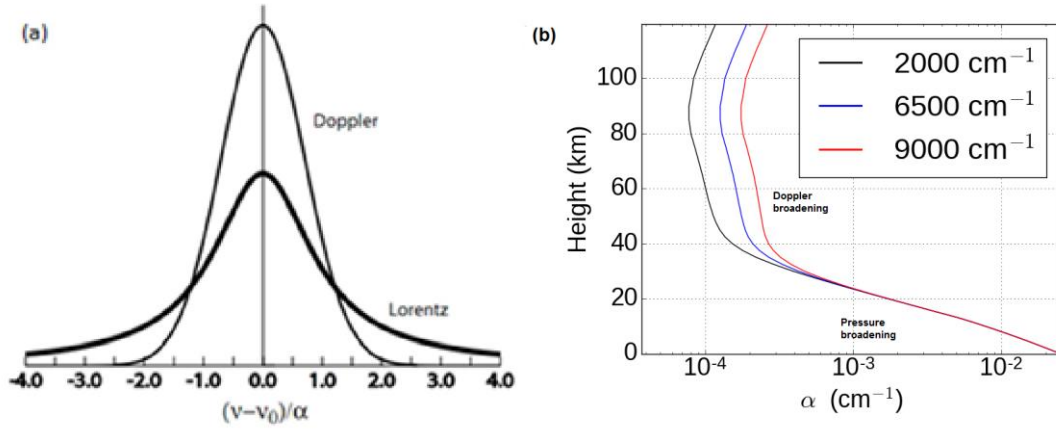 (a)
Doppler
Lorentz
-4.0 -3.0 -2.0 -1.0 0.0 1.0 2.0 3.0 4.0
(ν−ν₀)/α
(b)
2000 cm⁻¹
6500 cm⁻¹
9000 cm⁻¹
Height (km)
100
80
60
40
20
0
Doppler
broadening
Pressure
broadening
10⁻⁴ 10⁻³ 10⁻²
α (cm⁻¹)